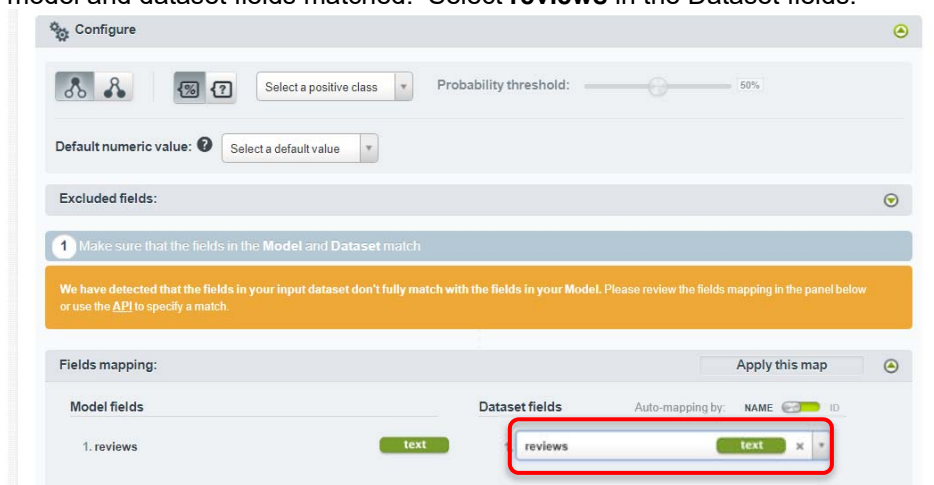 model and dataset fields matched. Select reviews in the Dataset fields.
Configure
Select a positive class Probability threshold: 50%
Default numeric value: ? Select a default value
Excluded fields:
1 Make sure that the fields in the Model and Dataset match
We have detected that the fields in your input dataset don't fully match with the fields in your Model. Please review the fields mapping in the panel below
or use the API to specify a match.
Fields mapping: Apply this map
Model fields Dataset fields Auto-mapping by: NAME ID
1. reviews text 1. reviews text x